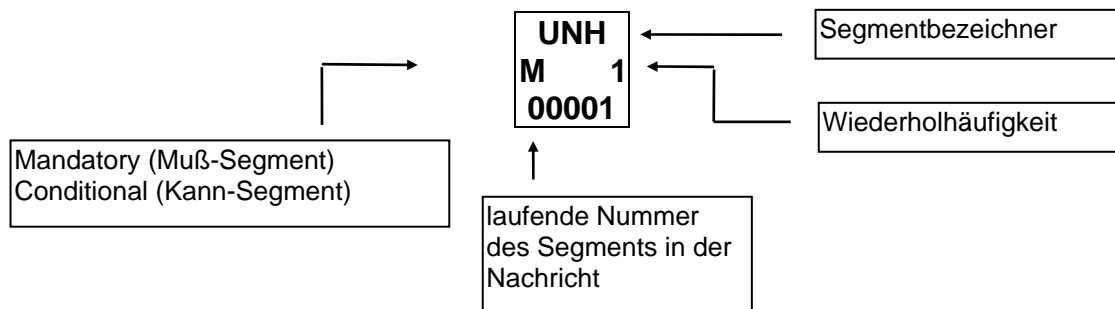 UNH
M 1
00001
Segmentbezeichner
Wiederholhäufigkeit
Mandatory (Muß-Segment)
Conditional (Kann-Segment)
laufende Nummer
des Segments in der
Nachricht